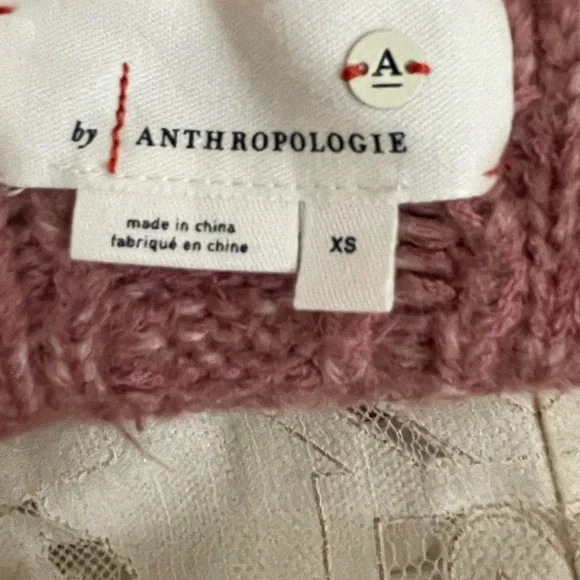 A
by ANTHROPOLOGIE
made in china
fabriqué en chine
XS